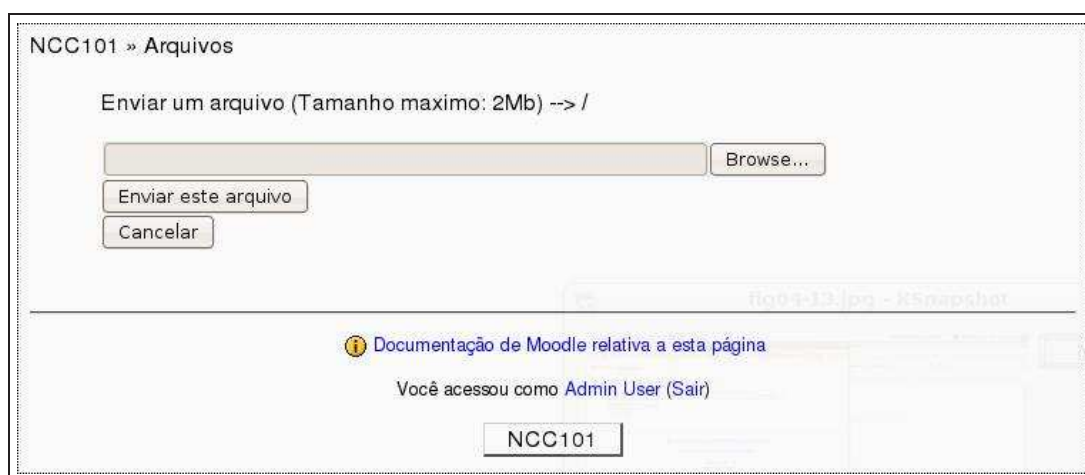 NCC101 » Arquivos
Enviar um arquivo (Tamanho maximo: 2Mb) --> /
Browse...
Enviar este arquivo
Cancelar
fig04-13.jpg - KSnapshot
Documentação de Moodle relativa a esta página
Você acessou como Admin User (Sair)
NCC101